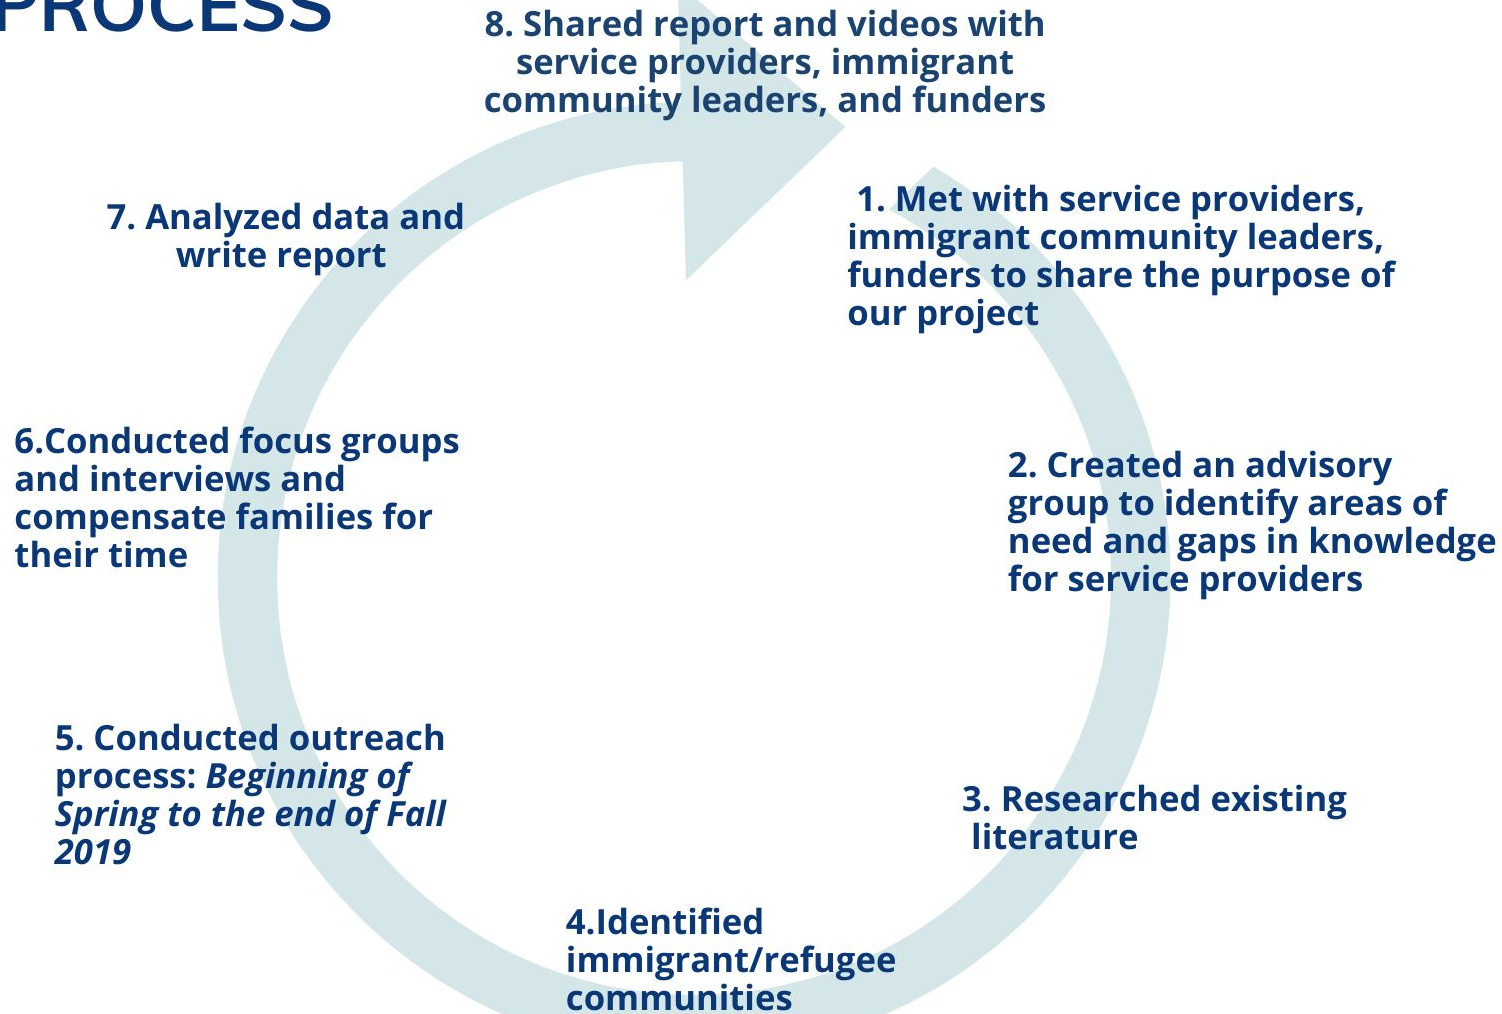 PROCESS
8. Shared report and videos with
service providers, immigrant
community leaders, and funders
1. Met with service providers,
immigrant community leaders,
funders to share the purpose of
our project
2. Created an advisory
group to identify areas of
need and gaps in knowledge
for service providers
3. Researched existing
literature
4.Identified
immigrant/refugee
communities
5. Conducted outreach
process: Beginning of
Spring to the end of Fall
2019
6.Conducted focus groups
and interviews and
compensate families for
their time
7. Analyzed data and
write report